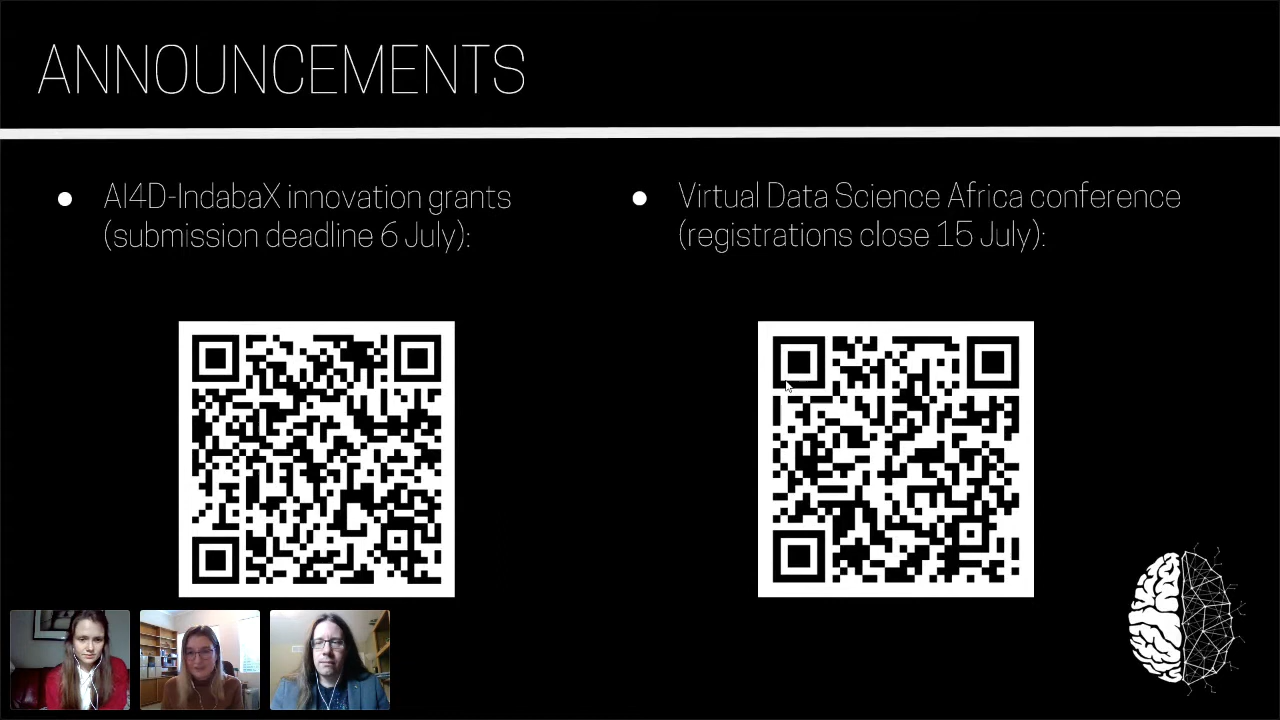 ANNOUNCEMENTS
AI4D-IndabaX innovation grants
(submission deadline 6 July):
Virtual Data Science Africa conference
(registrations close 15 July):